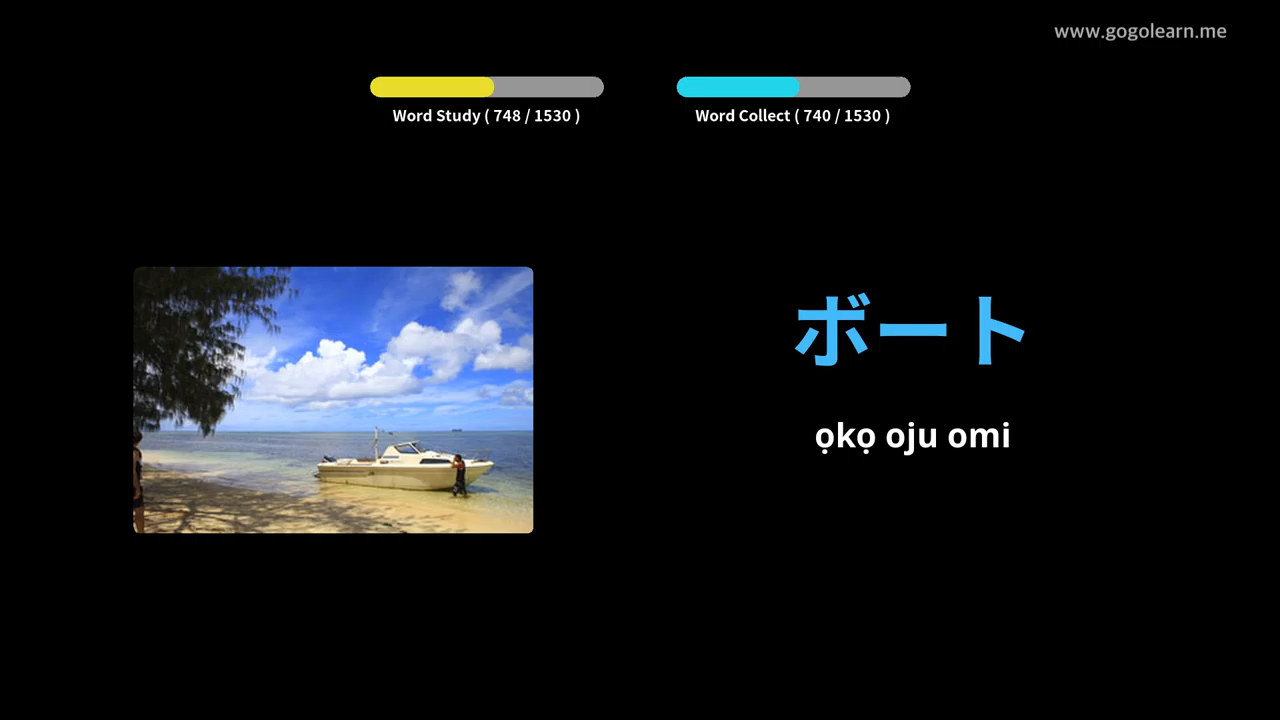 www.gogolearn.me
Word Study ( 748 / 1530 )
Word Collect ( 740 / 1530 )
ボート
ọkọ oju omi